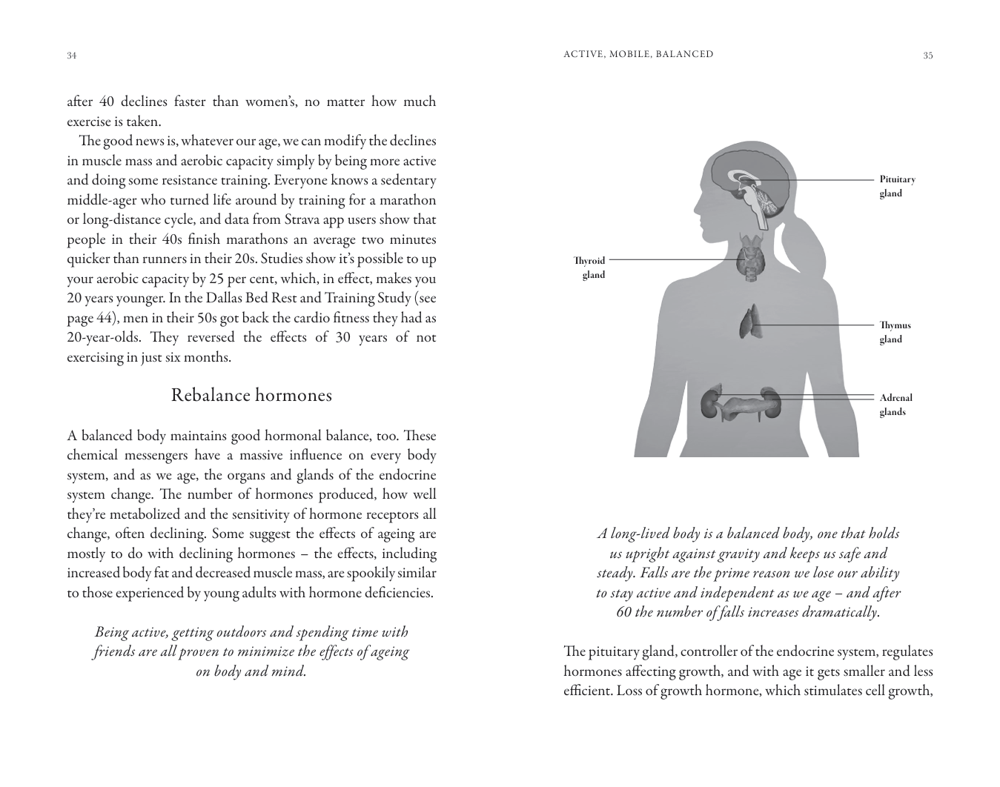 34
after 40 declines faster than women’s, no matter how much
exercise is taken.
The good news is, whatever our age, we can modify the declines
in muscle mass and aerobic capacity simply by being more active
and doing some resistance training. Everyone knows a sedentary
middle-ager who turned life around by training for a marathon
or long-distance cycle, and data from Strava app users show that
people in their 40s finish marathons an average two minutes
quicker than runners in their 20s. Studies show it’s possible to up
your aerobic capacity by 25 per cent, which, in effect, makes you
20 years younger. In the Dallas Bed Rest and Training Study (see
page 44), men in their 50s got back the cardio fitness they had as
20-year-olds. They reversed the effects of 30 years of not
exercising in just six months.
Rebalance hormones
A balanced body maintains good hormonal balance, too. These
chemical messengers have a massive influence on every body
system, and as we age, the organs and glands of the endocrine
system change. The number of hormones produced, how well
they’re metabolized and the sensitivity of hormone receptors all
change, often declining. Some suggest the effects of ageing are
mostly to do with declining hormones – the effects, including
increased body fat and decreased muscle mass, are spookily similar
to those experienced by young adults with hormone deficiencies.
Being active, getting outdoors and spending time with
friends are all proven to minimize the effects of ageing
on body and mind.
ACTIVE, MOBILE, BALANCED
35
Pituitary
gland
Thyroid
gland
Thymus
gland
Adrenal
glands
A long-lived body is a balanced body, one that holds
us upright against gravity and keeps us safe and
steady. Falls are the prime reason we lose our ability
to stay active and independent as we age – and after
60 the number of falls increases dramatically.
The pituitary gland, controller of the endocrine system, regulates
hormones affecting growth, and with age it gets smaller and less
efficient. Loss of growth hormone, which stimulates cell growth,